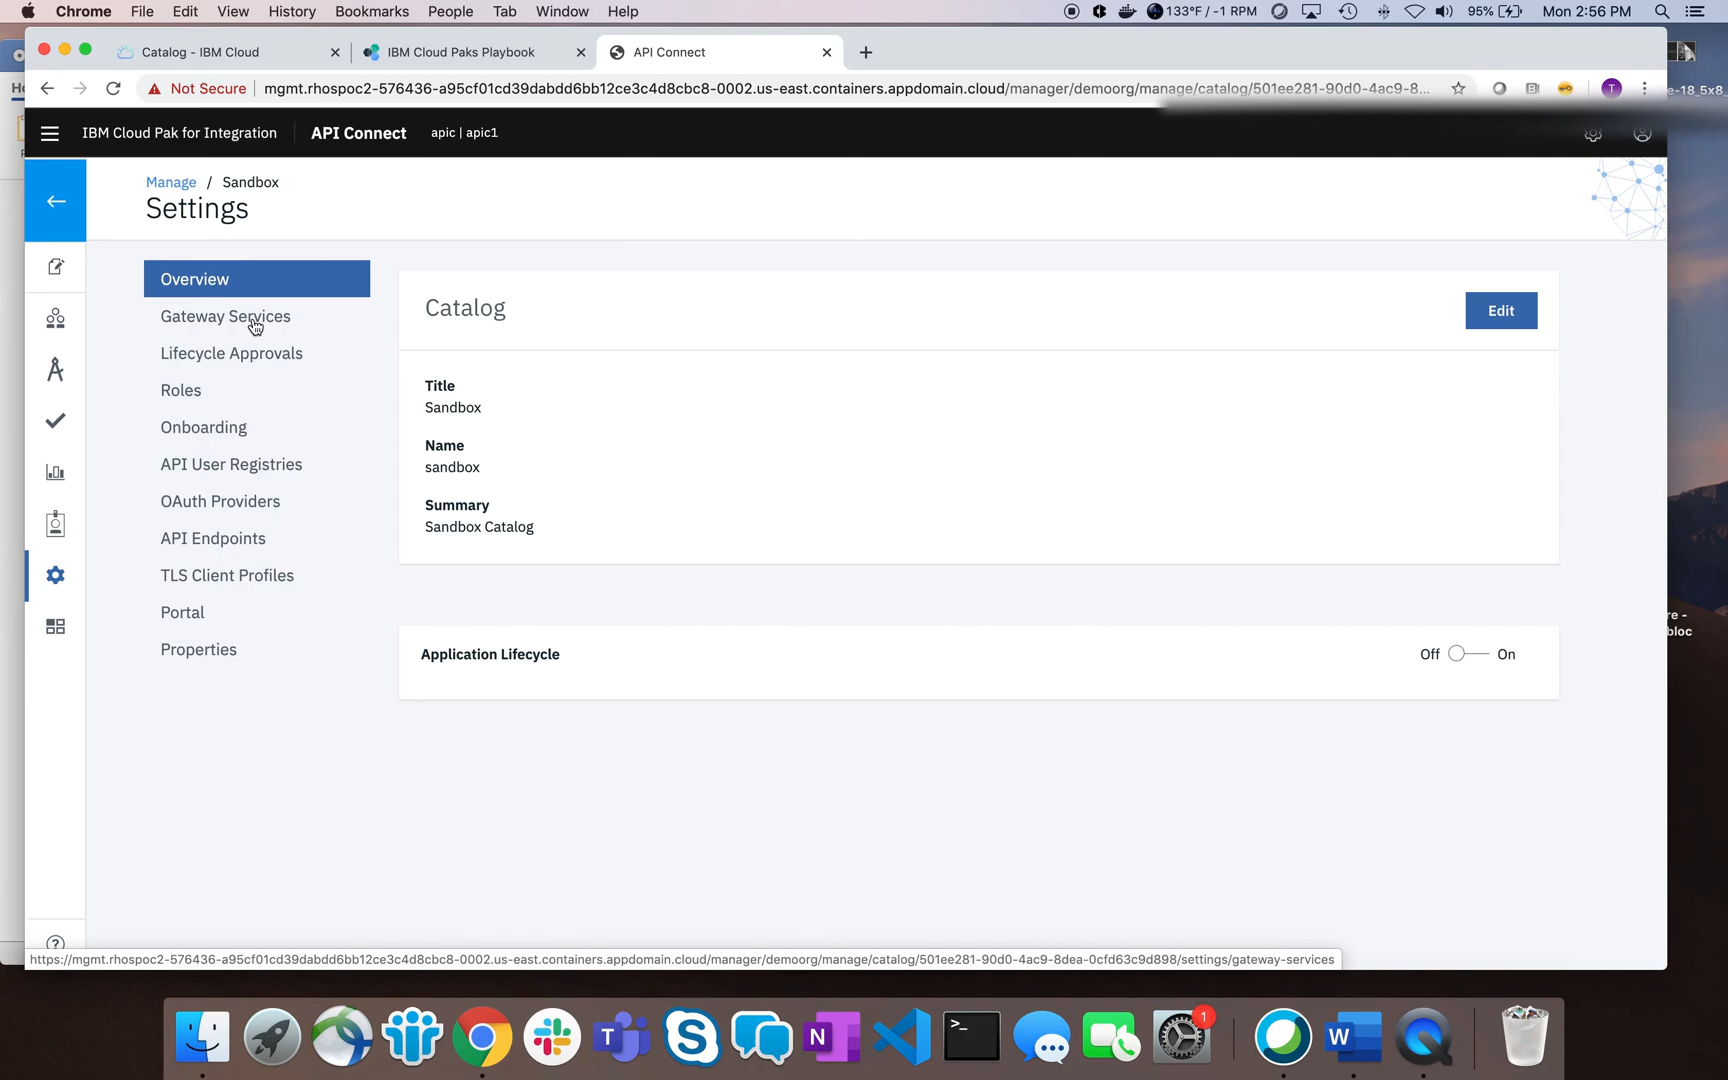 Chrome File Edit View History Bookmarks People Tab Window Help 133°F / -1 RPM 95% Mon 2:56 PM
Catalog - IBM Cloud IBM Cloud Paks Playbook API Connect
Not Secure mgmt.rhospoc2-576436-a95cf01cd39dabdd6bb12ce3c4d8cbc8-0002.us-east.containers.appdomain.cloud/manager/demoorg/manage/catalog/501ee281-90d0-4ac9-8... T
e-18_5x8_
IBM Cloud Pak for Integration API Connect apic | apic1
Manage / Sandbox
Settings
Overview
Gateway Services
Lifecycle Approvals
Roles
Onboarding
API User Registries
OAuth Providers
API Endpoints
TLS Client Profiles
Portal
Properties
Catalog
Edit
Title
Sandbox
Name
sandbox
Summary
Sandbox Catalog
Application Lifecycle
Off On
re -
bloc
https://mgmt.rhospoc2-576436-a95cf01cd39dabdd6bb12ce3c4d8cbc8-0002.us-east.containers.appdomain.cloud/manager/demoorg/manage/catalog/501ee281-90d0-4ac9-8dea-0cfd63c9d898/settings/gateway-services
T
S
N
>_
1
W